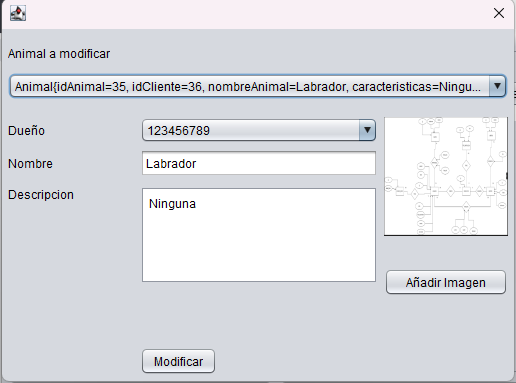 Animal a modificar
Animal{idAnimal=35, idCliente=36, nombreAnimal=Labrador, caracteristicas=Ningu...
Dueño
123456789
Nombre
Labrador
Descripcion
Ninguna
Añadir Imagen
Modificar